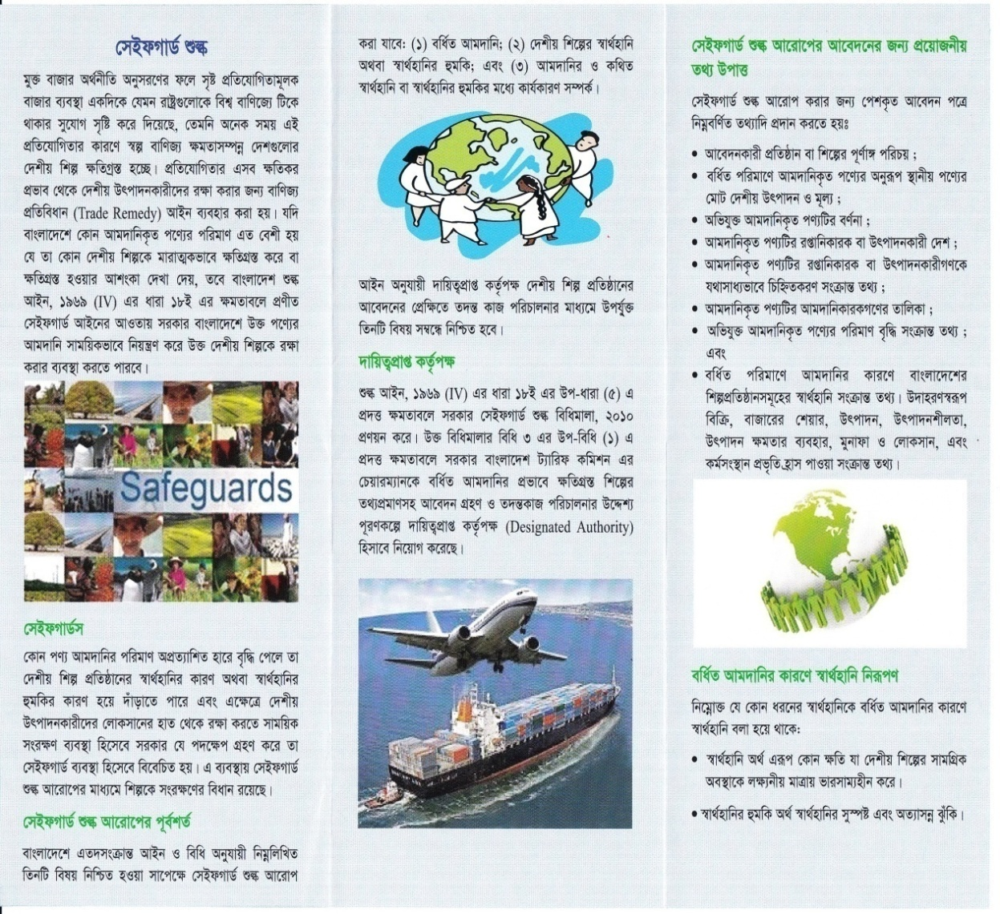 সেইফগার্ড শুল্ক
মুক্ত বাজার অর্থনীতি অনুসরণের ফলে সৃষ্ট প্রতিযোগিতামূলক
বাজার ব্যবস্থা একদিকে যেমন রাষ্ট্রগুলোকে বিশ্ব বাণিজ্যে টিকে
থাকার সুযোগ সৃষ্টি করে দিয়েছে, তেমনি অনেক সময় এই
প্রতিযোগিতার কারণে স্বল্প বাণিজ্য ক্ষমতাসম্পন্ন দেশগুলোর
দেশীয় শিল্প ক্ষতিগ্রস্ত হচ্ছে। প্রতিযোগিতার এসব ক্ষতিকর
প্রভাব থেকে দেশীয় উৎপাদনকারীদের রক্ষা করার জন্য বাণিজ্য
প্রতিবিধান (Trade Remedy) আইন ব্যবহার করা হয়। যদি
বাংলাদেশে কোন আমদানিকৃত পণ্যের পরিমাণ এত বেশী হয়
যে তা কোন দেশীয় শিল্পকে মারাত্মকভাবে ক্ষতিগ্রস্ত করে বা
ক্ষতিগ্রস্ত হওয়ার আশংকা দেখা দেয়, তবে বাংলাদেশ শুল্ক
আইন, ১৯৬৯ (IV) এর ধারা ১৮ই এর ক্ষমতাবলে প্রণীত
সেইফগার্ড আইনের আওতায় সরকার বাংলাদেশে উক্ত পণ্যের
আমদানি সাময়িকভাবে নিয়ন্ত্রণ করে উক্ত দেশীয় শিল্পকে রক্ষা
করার ব্যবস্থা করতে পারবে।
Safeguards
সেইফগার্ডস
কোন পণ্য আমদানির পরিমাণ অপ্রত্যাশিত হারে বৃদ্ধি পেলে তা
দেশীয় শিল্প প্রতিষ্ঠানের স্বার্থহানির কারণ অথবা স্বার্থহানির
হুমকির কারণ হয়ে দাঁড়াতে পারে এবং এক্ষেত্রে দেশীয়
উৎপাদনকারীদের লোকসানের হাত থেকে রক্ষা করতে সাময়িক
সংরক্ষণ ব্যবস্থা হিসেবে সরকার যে পদক্ষেপ গ্রহণ করে তা
সেইফগার্ড ব্যবস্থা হিসেবে বিবেচিত হয়। এ ব্যবস্থায় সেইফগার্ড
শুল্ক আরোপের মাধ্যমে শিল্পকে সংরক্ষণের বিধান রয়েছে।
সেইফগার্ড শুল্ক আরোপের পূর্বশর্ত
বাংলাদেশে এতদসংক্রান্ত আইন ও বিধি অনুযায়ী নিম্নলিখিত
তিনটি বিষয় নিশ্চিত হওয়া সাপেক্ষে সেইফগার্ড শুল্ক আরোপ
করা যাবে: (১) বর্ধিত আমদানি; (২) দেশীয় শিল্পের স্বার্থহানি
অথবা স্বার্থহানির হুমকি; এবং (৩) আমদানির ও কথিত
স্বার্থহানি বা স্বার্থহানির হুমকির মধ্যে কার্যকারণ সম্পর্ক।
আইন অনুযায়ী দায়িত্বপ্রাপ্ত কর্তৃপক্ষ দেশীয় শিল্প প্রতিষ্ঠানের
আবেদনের প্রেক্ষিতে তদন্ত কাজ পরিচালনার মাধ্যমে উপর্যুক্ত
তিনটি বিষয় সম্বন্ধে নিশ্চিত হবে।
দায়িত্বপ্রাপ্ত কর্তৃপক্ষ
শুল্ক আইন, ১৯৬৯ (IV) এর ধারা ১৮ই এর উপ-ধারা (৫) এ
প্রদত্ত ক্ষমতাবলে সরকার সেইফগার্ড শুল্ক বিধিমালা, ২০১০
প্রণয়ন করে। উক্ত বিধিমালার বিধি ৩ এর উপ-বিধি (১) এ
প্রদত্ত ক্ষমতাবলে সরকার বাংলাদেশ ট্যারিফ কমিশন এর
চেয়ারম্যানকে বর্ধিত আমদানির প্রভাবে ক্ষতিগ্রস্ত শিল্পের
তথ্যপ্রমাণসহ আবেদন গ্রহণ ও তদন্তকাজ পরিচালনার উদ্দেশ্য
পূরণকল্পে দায়িত্বপ্রাপ্ত কর্তৃপক্ষ (Designated Authority)
হিসাবে নিয়োগ করেছে।
সেইফগার্ড শুল্ক আরোপের আবেদনের জন্য প্রয়োজনীয়
তথ্য উপাত্ত
সেইফগার্ড শুল্ক আরোপ করার জন্য পেশকৃত আবেদন পত্রে
নিম্নবর্ণিত তথ্যাদি প্রদান করতে হয়ঃ
• আবেদনকারী প্রতিষ্ঠান বা শিল্পের পূর্ণাঙ্গ পরিচয় ;
• বর্ধিত পরিমাণে আমদানিকৃত পণ্যের অনুরূপ স্থানীয় পণ্যের
মোট দেশীয় উৎপাদন ও মূল্য ;
• অভিযুক্ত আমদানিকৃত পণ্যটির বর্ণনা ;
• আমদানিকৃত পণ্যটির রপ্তানিকারক বা উৎপাদনকারী দেশ ;
• আমদানিকৃত পণ্যটির রপ্তানিকারক বা উৎপাদনকারীগণকে
যথাসাধ্যভাবে চিহ্নিতকরণ সংক্রান্ত তথ্য ;
• আমদানিকৃত পণ্যটির আমদানিকারকগণের তালিকা ;
• অভিযুক্ত আমদানিকৃত পণ্যের পরিমাণ বৃদ্ধি সংক্রান্ত তথ্য ;
এবং
• বর্ধিত পরিমাণে আমদানির কারণে বাংলাদেশের
শিল্পপ্রতিষ্ঠানসমূহের স্বার্থহানি সংক্রান্ত তথ্য। উদাহরণস্বরূপ
বিক্রি, বাজারের শেয়ার, উৎপাদন, উৎপাদনশীলতা,
উৎপাদন ক্ষমতার ব্যবহার, মুনাফা ও লোকসান, এবং
কর্মসংস্থান প্রভৃতি হ্রাস পাওয়া সংক্রান্ত তথ্য।
বর্ধিত আমদানির কারণে স্বার্থহানি নিরূপণ
নিম্নোক্ত যে কোন ধরনের স্বার্থহানিকে বর্ধিত আমদানির কারণে
স্বার্থহানি বলা হয়ে থাকে:
• স্বার্থহানি অর্থ এরূপ কোন ক্ষতি যা দেশীয় শিল্পের সামগ্রিক
অবস্থাকে লক্ষ্যনীয় মাত্রায় ভারসাম্যহীন করে।
• স্বার্থহানির হুমকি অর্থ স্বার্থহানির সুস্পষ্ট এবং অত্যাসন্ন ঝুঁকি।